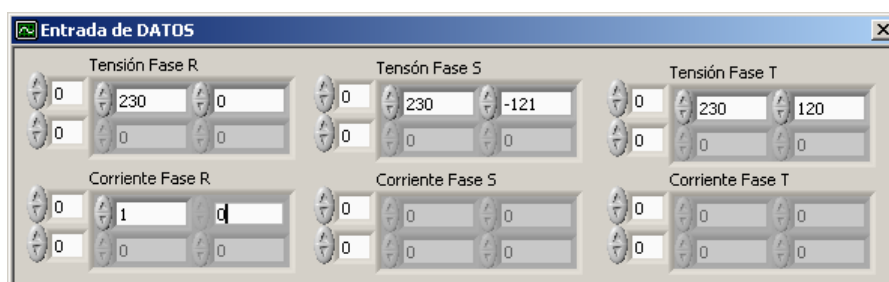 Entrada de DATOS
Tensión Fase R Tensón Fase S Tensión Fase T
0 230 0 0 230 -121 0 230 120
0 0 0 0 0 0 0 0 0
Corriente Fase R Corriente Fase S Corriente Fase T
0 1 0 0 0 0 0 0 0
0 0 0 0 0 0 0 0 0